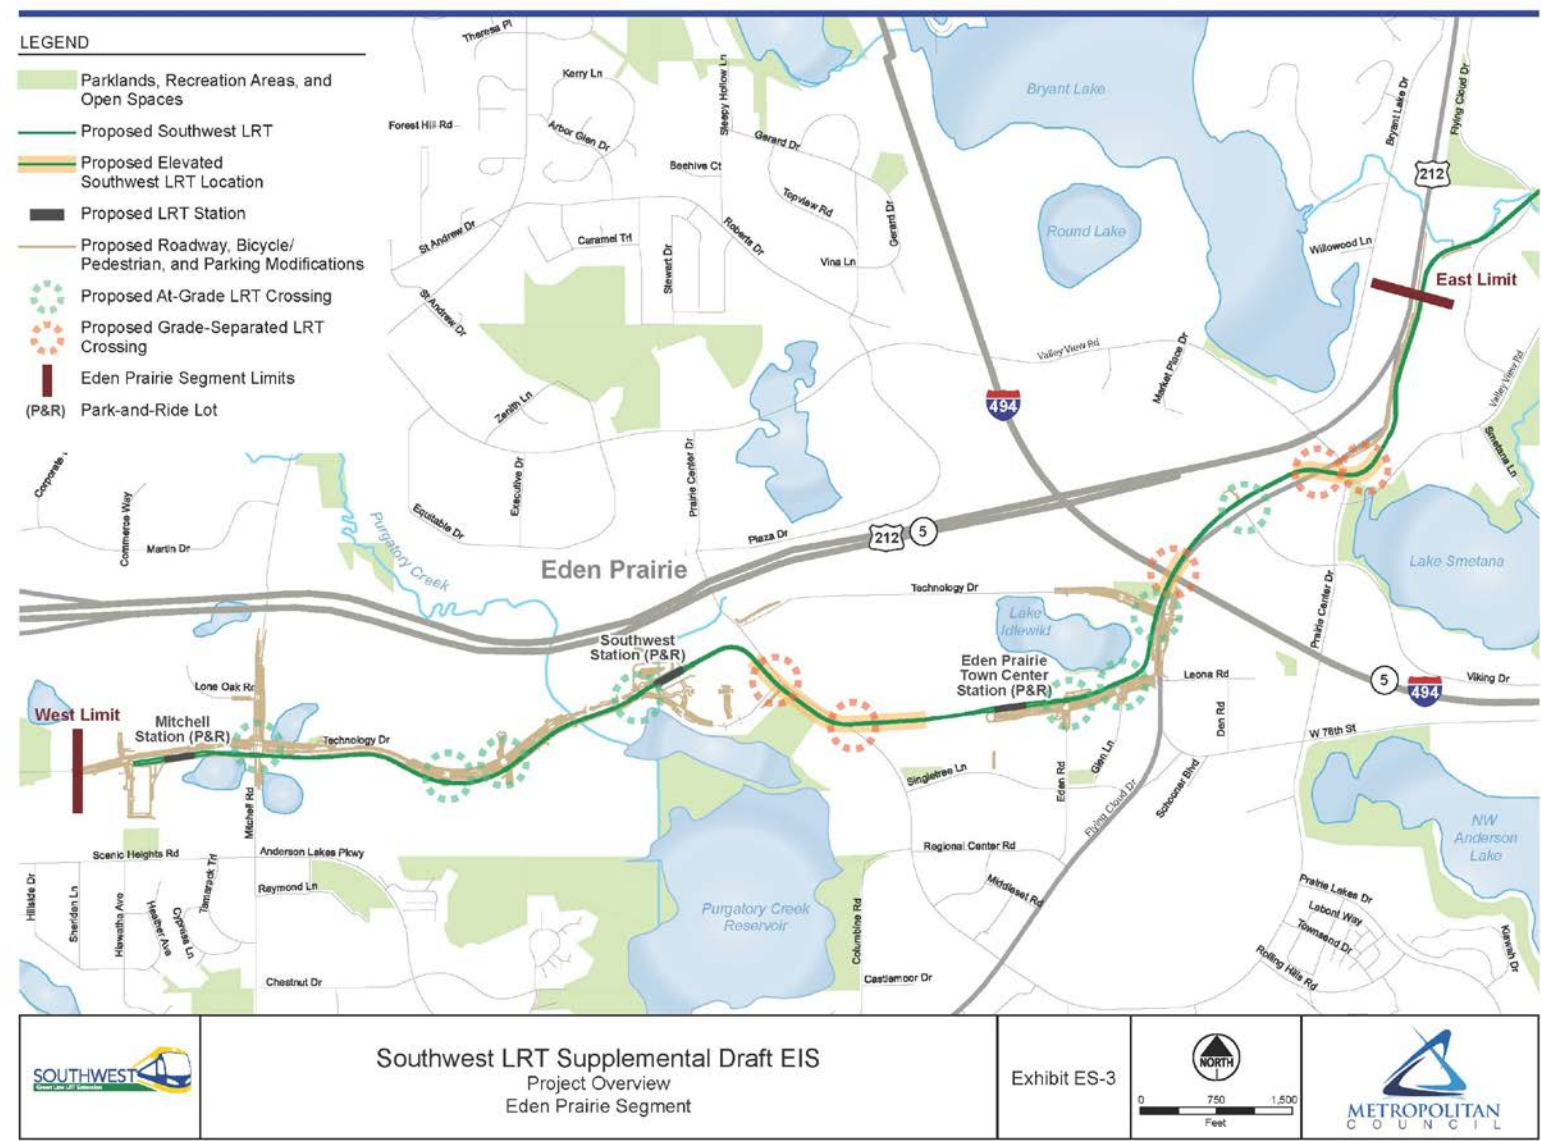 LEGEND
Parklands, Recreation Areas, and
Open Spaces
Proposed Southwest LRT
Proposed Elevated
Southwest LRT Location
Proposed LRT Station
Proposed Roadway, Bicycle/
Pedestrian, and Parking Modifications
Proposed At-Grade LRT Crossing
Proposed Grade-Separated LRT
Crossing
Eden Prairie Segment Limits
(P&R) Park-and-Ride Lot
Theresa Pl
Kerry Ln
Sleepy Hollow Ln
Forest Hill Rd
Arbor Glen Dr
Gerard Dr
Beehive Ct
Topview Rd
Gerard Dr
St Andrew Dr
Caramel Trl
Stewart Dr
Roberts Dr
Vina Ln
St Andrew Dr
Bryant Lake
Bryant Lake Dr
Flying Cloud Dr
212
Round Lake
Willowood Ln
East Limit
Valley View Rd
Market Place Dr
Valley View Rd
494
Zenith Ln
Prairie Center Dr
Smetana Ln
Corporate
Commerce Way
Executive Dr
Equitable Dr
Martin Dr
Purgatory Creek
Plaza Dr
212
5
Eden Prairie
Lake Smetana
Technology Dr
Prairie Center Dr
Lake
Idlewild
Southwest
Station (P&R)
Eden Prairie
Town Center
Station (P&R)
Leona Rd
5
494
Viking Dr
Lone Oak Rd
West Limit
Mitchell
Station (P&R)
Technology Dr
Den Rd
W 78th St
Singletree Ln
Eden Rd
Glen Ln
Flying Cloud Dr
Schooner Blvd
Mitchell Rd
NW
Anderson
Lake
Scenic Heights Rd
Anderson Lakes Pkwy
Regional Center Rd
Hillside Dr
Sheridan Ln
Hiawatha Ave
Heather Ave
Cypress Ln
Tamarack Trl
Raymond Ln
Middleset Rd
Prairie Lakes Dr
Labont Way
Townsend Dr
Rolling Hills Rd
Kiawah Dr
Purgatory Creek
Reservoir
Columbine Rd
Castlemoor Dr
Chestnut Dr
SOUTHWEST
Green Line LRT Extension
Southwest LRT Supplemental Draft EIS
Project Overview
Eden Prairie Segment
Exhibit ES-3
NORTH
0 750 1,500
Feet
METROPOLITAN
COUNCIL